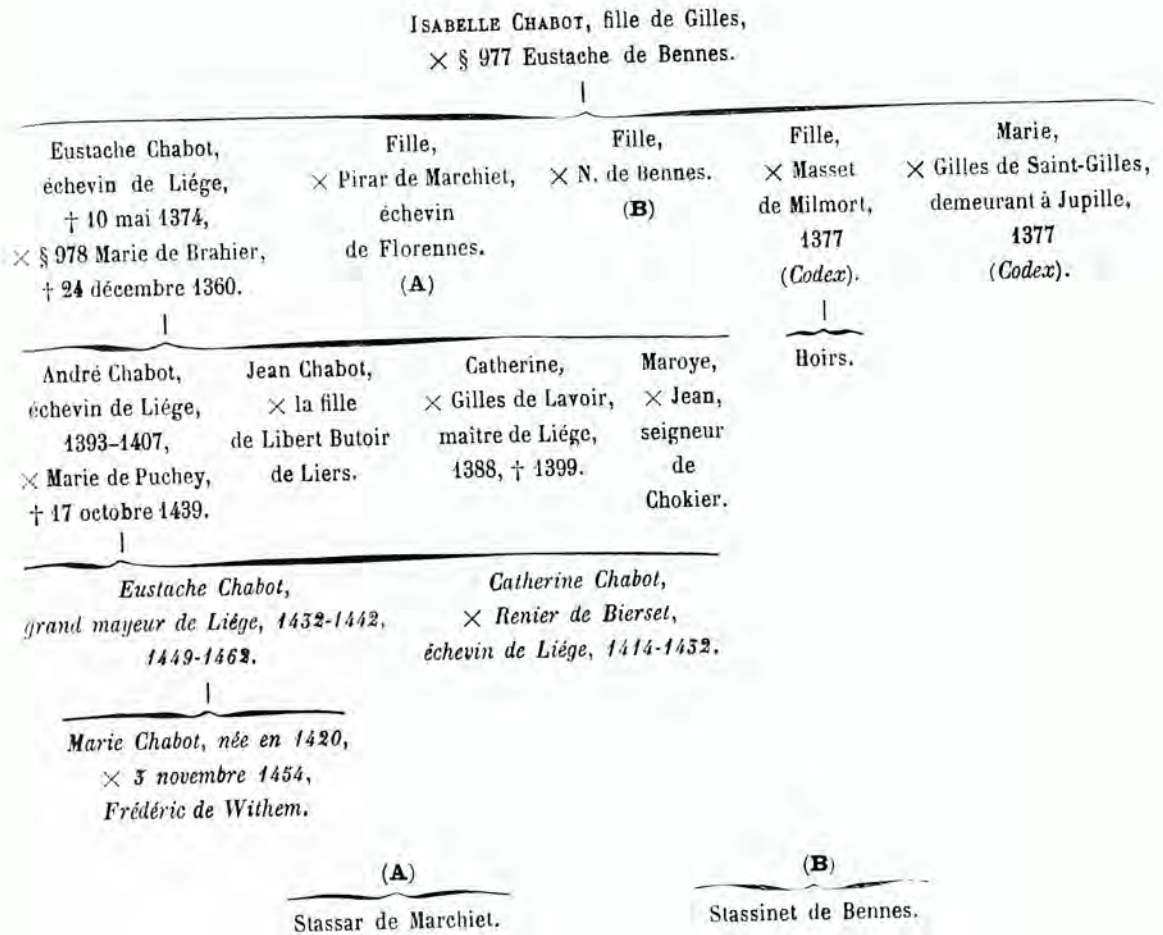 ISABELLE CHABOT, fille de Gilles,
× § 977 Eustache de Bennes.
Eustache Chabot,
échevin de Liége,
† 10 mai 1374,
× § 978 Marie de Brahier,
† 24 décembre 1360.
Fille,
× Pirar de Marchiet,
échevin
de Florennes.
(A)
Fille,
× N. de Bennes.
(B)
Fille,
× Masset
de Milmort,
1377
(Codex).
Marie,
× Gilles de Saint-Gilles,
demeurant à Jupille,
1377
(Codex).
André Chabot,
échevin de Liége,
1393-1407,
× Marie de Puchey,
† 17 octobre 1439.
Jean Chabot,
× la fille
de Libert Butoir
de Liers.
Catherine,
× Gilles de Lavoir,
maître de Liége,
1388, † 1399.
Maroye,
× Jean,
seigneur
de
Chokier.
Hoirs.
Eustache Chabot,
grand mayeur de Liége, 1432-1442,
1449-1462.
Catherine Chabot,
× Renier de Bierset,
échevin de Liége, 1414-1432.
Marie Chabot, née en 1420,
× 3 novembre 1454,
Frédéric de Withem.
(A)
Stassar de Marchiet.
(B)
Stassinet de Bennes.